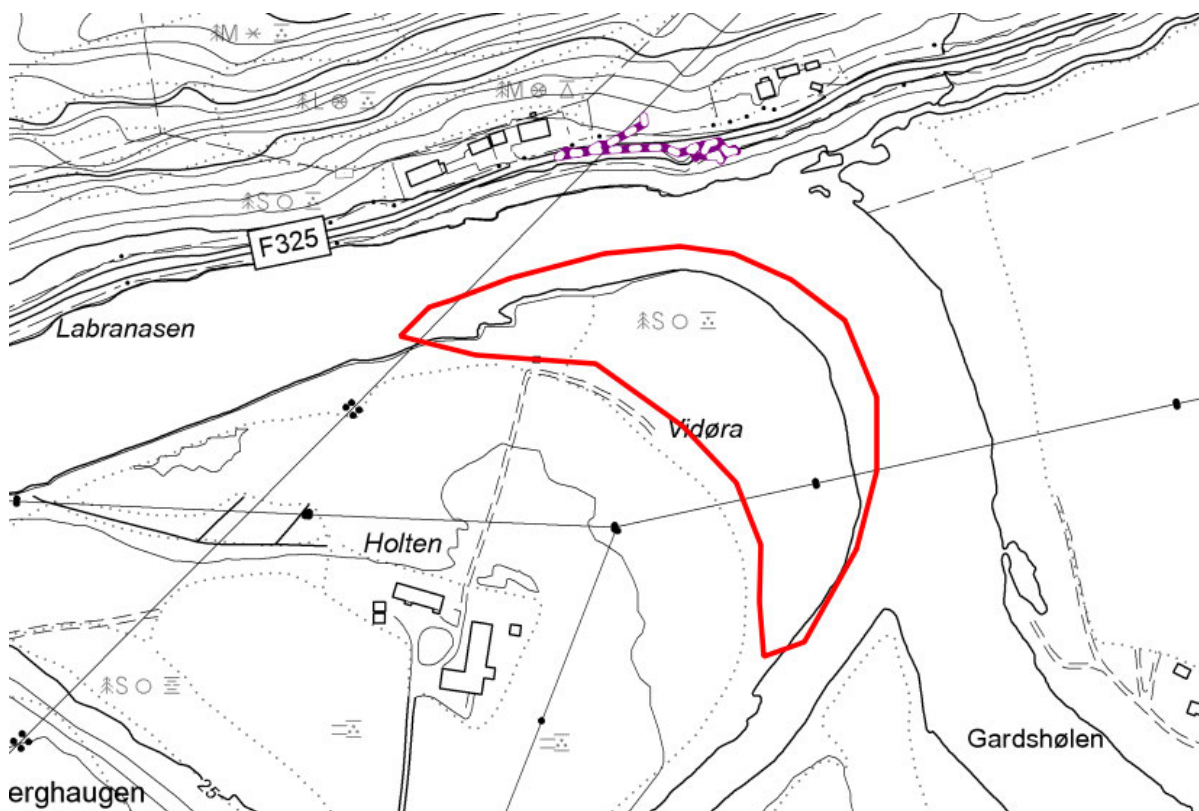 M
L
M
S
F325
S
Labranasen
Vidøra
Holten
S
Gardshølen
25
erghaugen